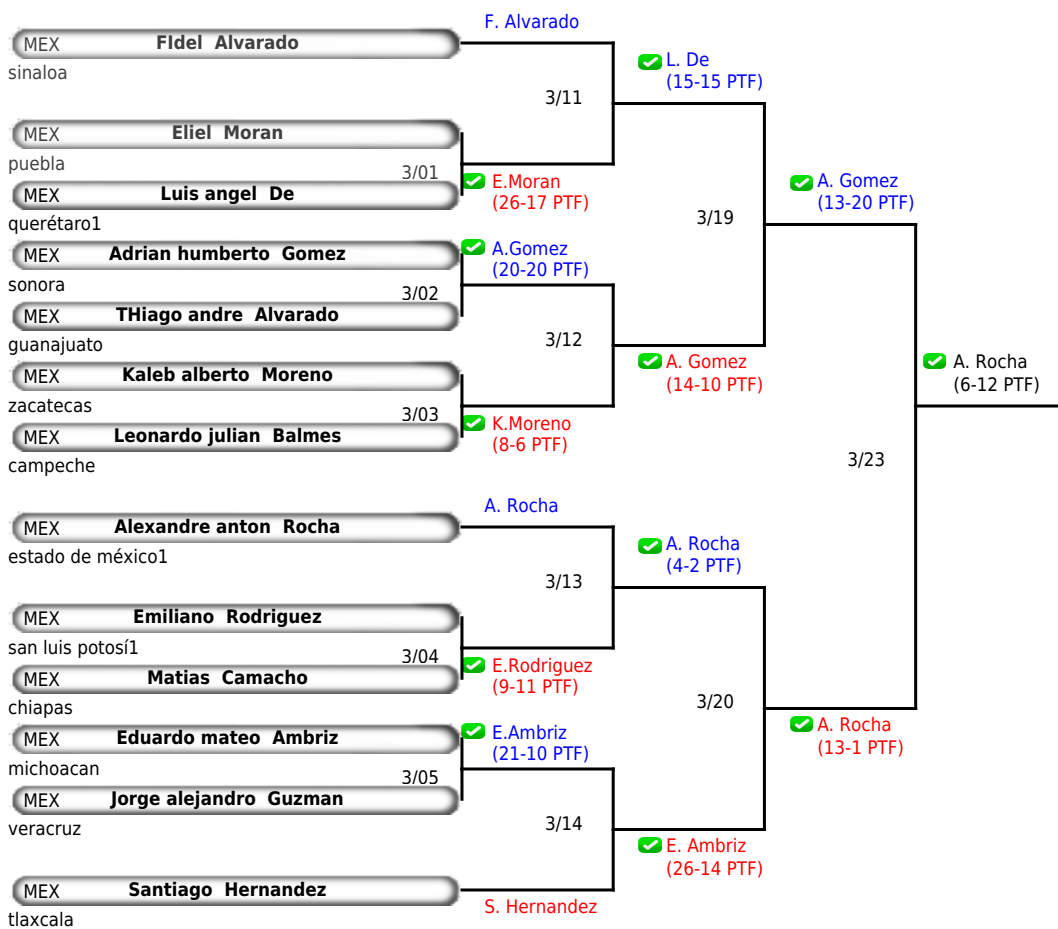 F. Alvarado
MEX FIdel Alvarado
sinaloa
L. De
(15-15 PTF)
3/11
MEX Eliel Moran
puebla
3/01
E.Moran
(26-17 PTF)
MEX Luis angel De
querétaro1
A. Gomez
(13-20 PTF)
3/19
MEX Adrian humberto Gomez
sonora
A.Gomez
(20-20 PTF)
3/02
MEX THiago andre Alvarado
guanajuato
3/12
A. Gomez
(14-10 PTF)
MEX Kaleb alberto Moreno
zacatecas
3/03
K.Moreno
(8-6 PTF)
MEX Leonardo julian Balmes
campeche
A. Rocha
(6-12 PTF)
3/23
A. Rocha
MEX Alexandre anton Rocha
estado de méxico1
A. Rocha
(4-2 PTF)
3/13
MEX Emiliano Rodriguez
san luis potosí1
3/04
E.Rodriguez
(9-11 PTF)
MEX Matias Camacho
chiapas
3/20
A. Rocha
(13-1 PTF)
MEX Eduardo mateo Ambriz
michoacan
E.Ambriz
(21-10 PTF)
3/05
MEX Jorge alejandro Guzman
veracruz
3/14
E. Ambriz
(26-14 PTF)
MEX Santiago Hernandez
tlaxcala
S. Hernandez